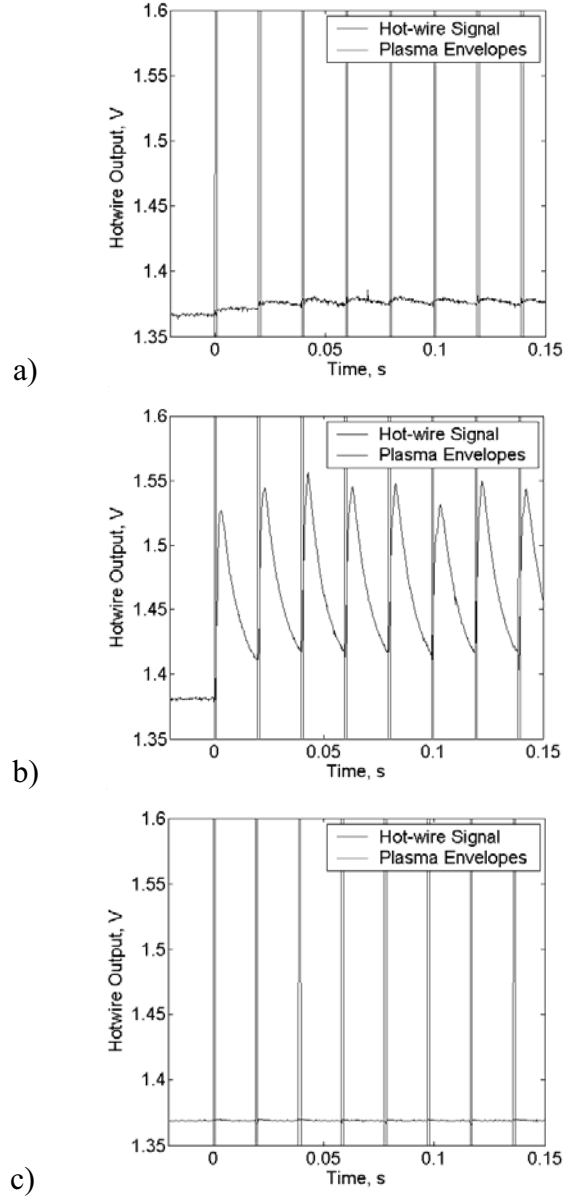 1.6
Hot-wire Signal
Plasma Envelopes
1.55
1.5
1.45
1.4
1.35
0 0.05 0.1 0.15
Hotwire Output, V
Time, s
a)
1.6
Hot-wire Signal
Plasma Envelopes
1.55
1.5
1.45
1.4
1.35
0 0.05 0.1 0.15
Hotwire Output, V
Time, s
b)
1.6
Hot-wire Signal
Plasma Envelopes
1.55
1.5
1.45
1.4
1.35
0 0.05 0.1 0.15
Hotwire Output, V
Time, s
c)